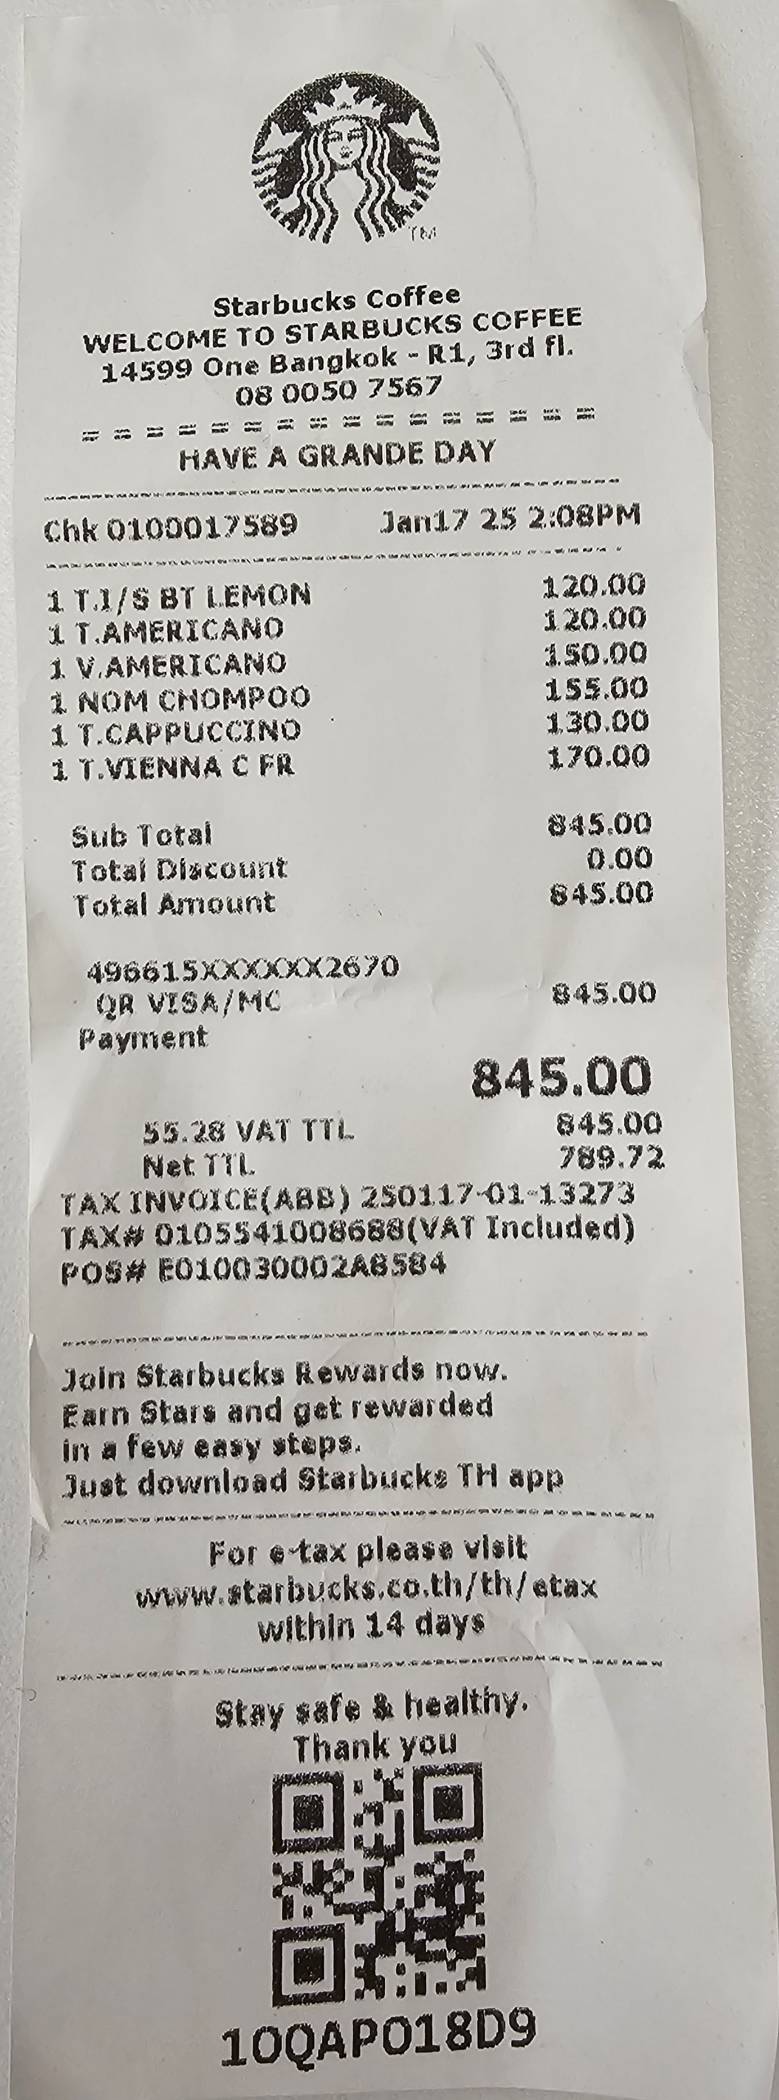 TM
Starbucks Coffee
WELCOME TO STARBUCKS COFFEE
14599 One Bangkok - R1, 3rd fl.
08 0050 7567
= = = = = = = = = = = = = = = =
HAVE A GRANDE DAY
Chk 0100017589 Jan17 25 2:08PM
1 T.I/S BT LEMON 120.00
1 T.AMERICANO 120.00
1 V.AMERICANO 150.00
1 NOM CHOMPOO 155.00
1 T.CAPPUCCINO 130.00
1 T.VIENNA C FR 170.00
Sub Total 845.00
Total Discount 0.00
Total Amount 845.00
496615XXXXXX2670
QR VISA/MC 845.00
Payment
845.00
55.28 VAT TTL 845.00
Net TTL 789.72
TAX INVOICE(ABB) 250117-01-13273
TAX# 0105541008688(VAT Included)
POS# E010030002A8584
Join Starbucks Rewards now.
Earn Stars and get rewarded
in a few easy steps.
Just download Starbucks TH app
For e-tax please visit
www.starbucks.co.th/th/etax
within 14 days
Stay safe & healthy.
Thank you
10QAPO18D9